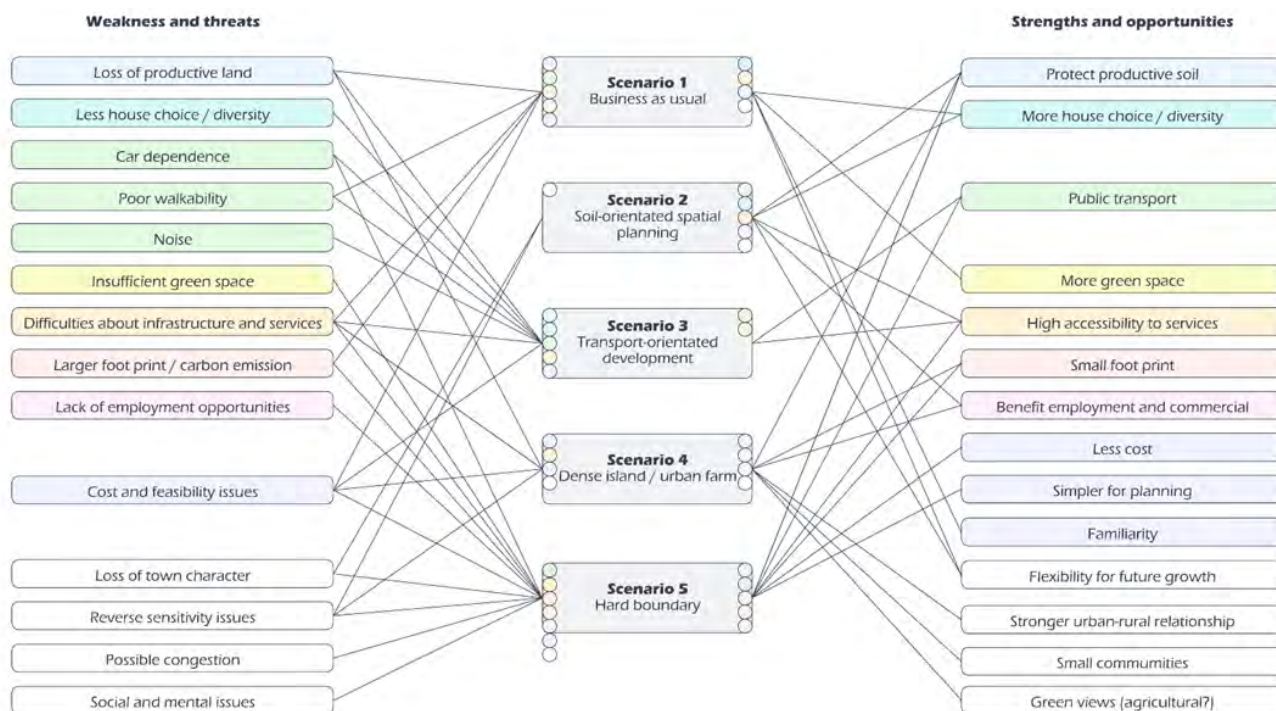 Weakness and threats
Loss of productive land
Less house choice / diversity
Car dependence
Poor walkability
Noise
Insufficient green space
Difficulties about infrastructure and services
Larger foot print / carbon emission
Lack of employment opportunities
Cost and feasibility issues
Loss of town character
Reverse sensitivity issues
Possible congestion
Social and mental issues
Scenario 1
Business as usual
Scenario 2
Soil-orientated spatial
planning
Scenario 3
Transport-orientated
development
Scenario 4
Dense island / urban farm
Scenario 5
Hard boundary
Strengths and opportunities
Protect productive soil
More house choice / diversity
Public transport
More green space
High accessibility to services
Small foot print
Benefit employment and commercial
Less cost
Simpler for planning
Familiarity
Flexibility for future growth
Stronger urban-rural relationship
Small commumities
Green views (agricultural?)